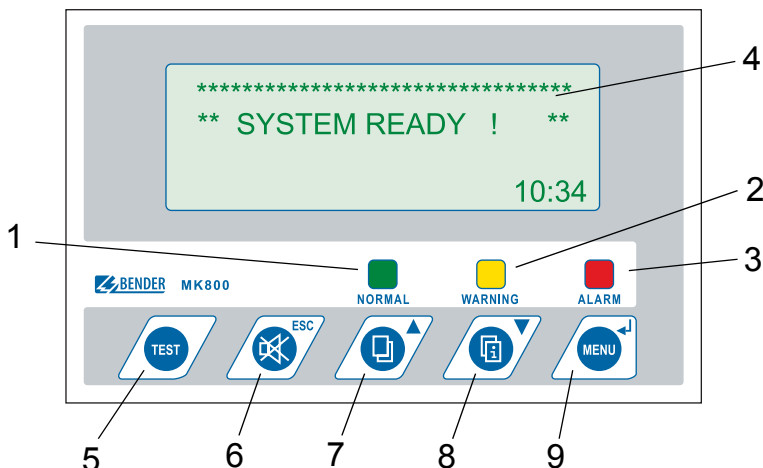 *********************************
** SYSTEM READY ! **
10:34
4
2
1
3
BENDER MK800
NORMAL
WARNING
ALARM
TEST
ESC
i
MENU
5
6
7
8
9